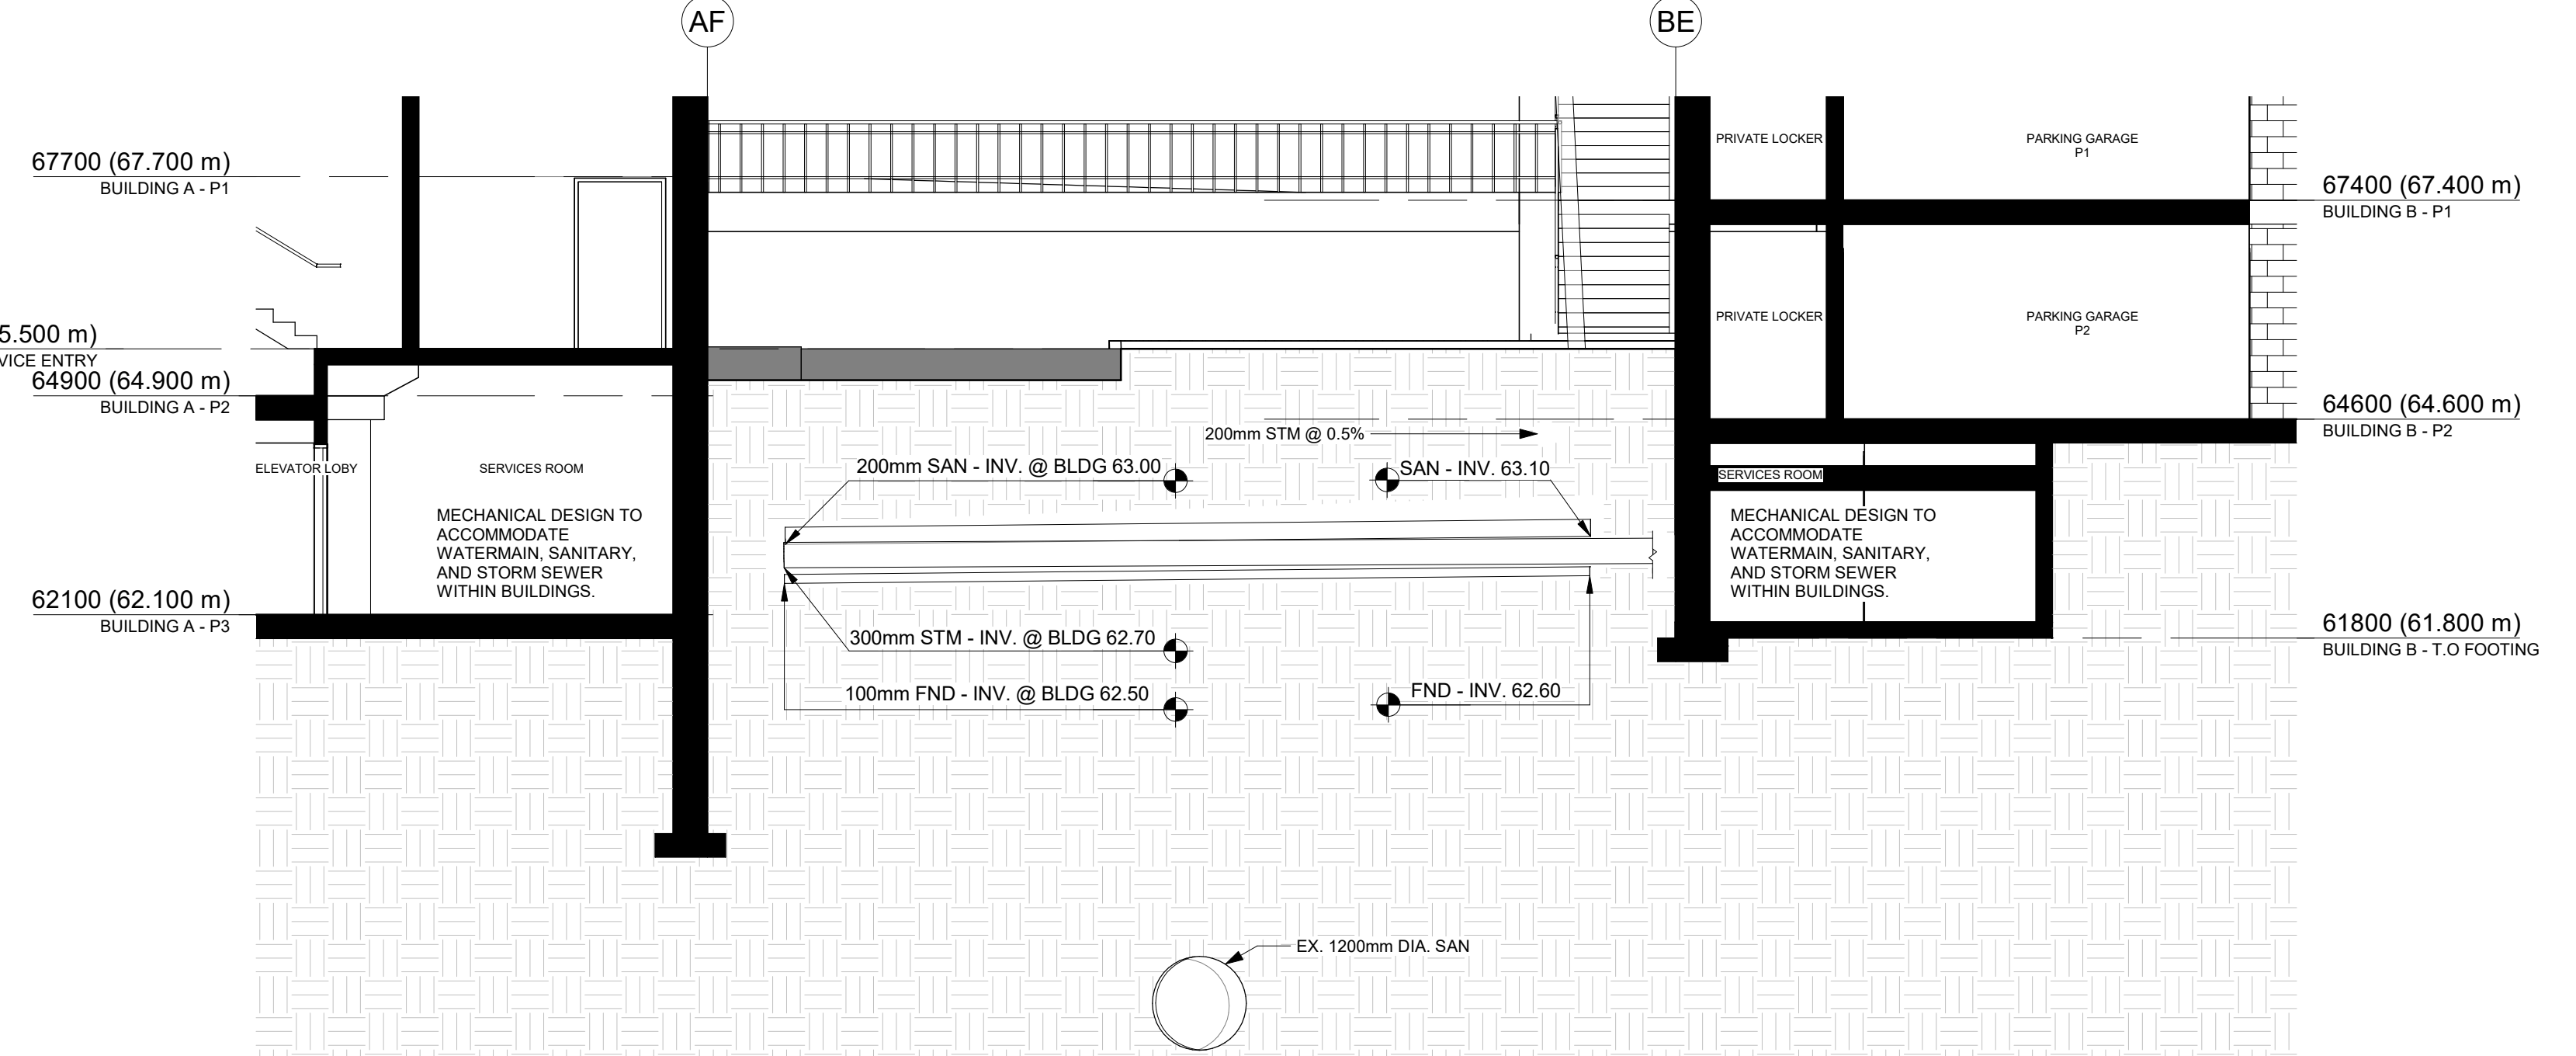 AF
BE
67700 (67.700 m)
BUILDING A - P1
5.500 m)
VICE ENTRY
64900 (64.900 m)
BUILDING A - P2
62100 (62.100 m)
BUILDING A - P3
ELEVATOR LOBY
SERVICES ROOM
MECHANICAL DESIGN TO
ACCOMMODATE
WATERMAIN, SANITARY,
AND STORM SEWER
WITHIN BUILDINGS.
200mm STM @ 0.5%
200mm SAN - INV. @ BLDG 63.00
SAN - INV. 63.10
300mm STM - INV. @ BLDG 62.70
100mm FND - INV. @ BLDG 62.50
FND - INV. 62.60
EX. 1200mm DIA. SAN
PRIVATE LOCKER
PARKING GARAGE
P1
PRIVATE LOCKER
PARKING GARAGE
P2
SERVICES ROOM
MECHANICAL DESIGN TO
ACCOMMODATE
WATERMAIN, SANITARY,
AND STORM SEWER
WITHIN BUILDINGS.
67400 (67.400 m)
BUILDING B - P1
64600 (64.600 m)
BUILDING B - P2
61800 (61.800 m)
BUILDING B - T.O FOOTING